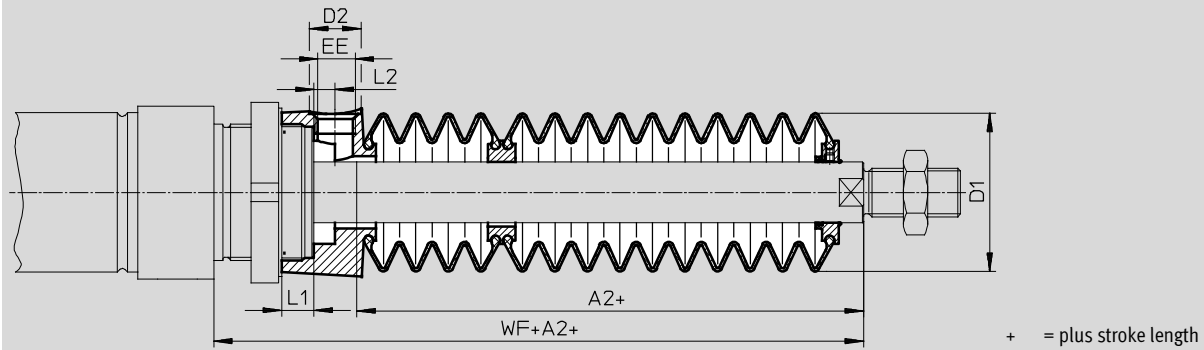 D2
EE
L2
D1
L1
A2+
WF+A2+
+ = plus stroke length